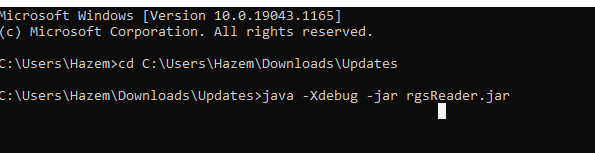 Microsoft Windows [Version 10.0.19043.1165]
(c) Microsoft Corporation. All rights reserved.
C:\Users\Hazem>cd C:\Users\Hazem\Downloads\Updates
C:\Users\Hazem\Downloads\Updates>java -Xdebug -jar rgsReader.jar